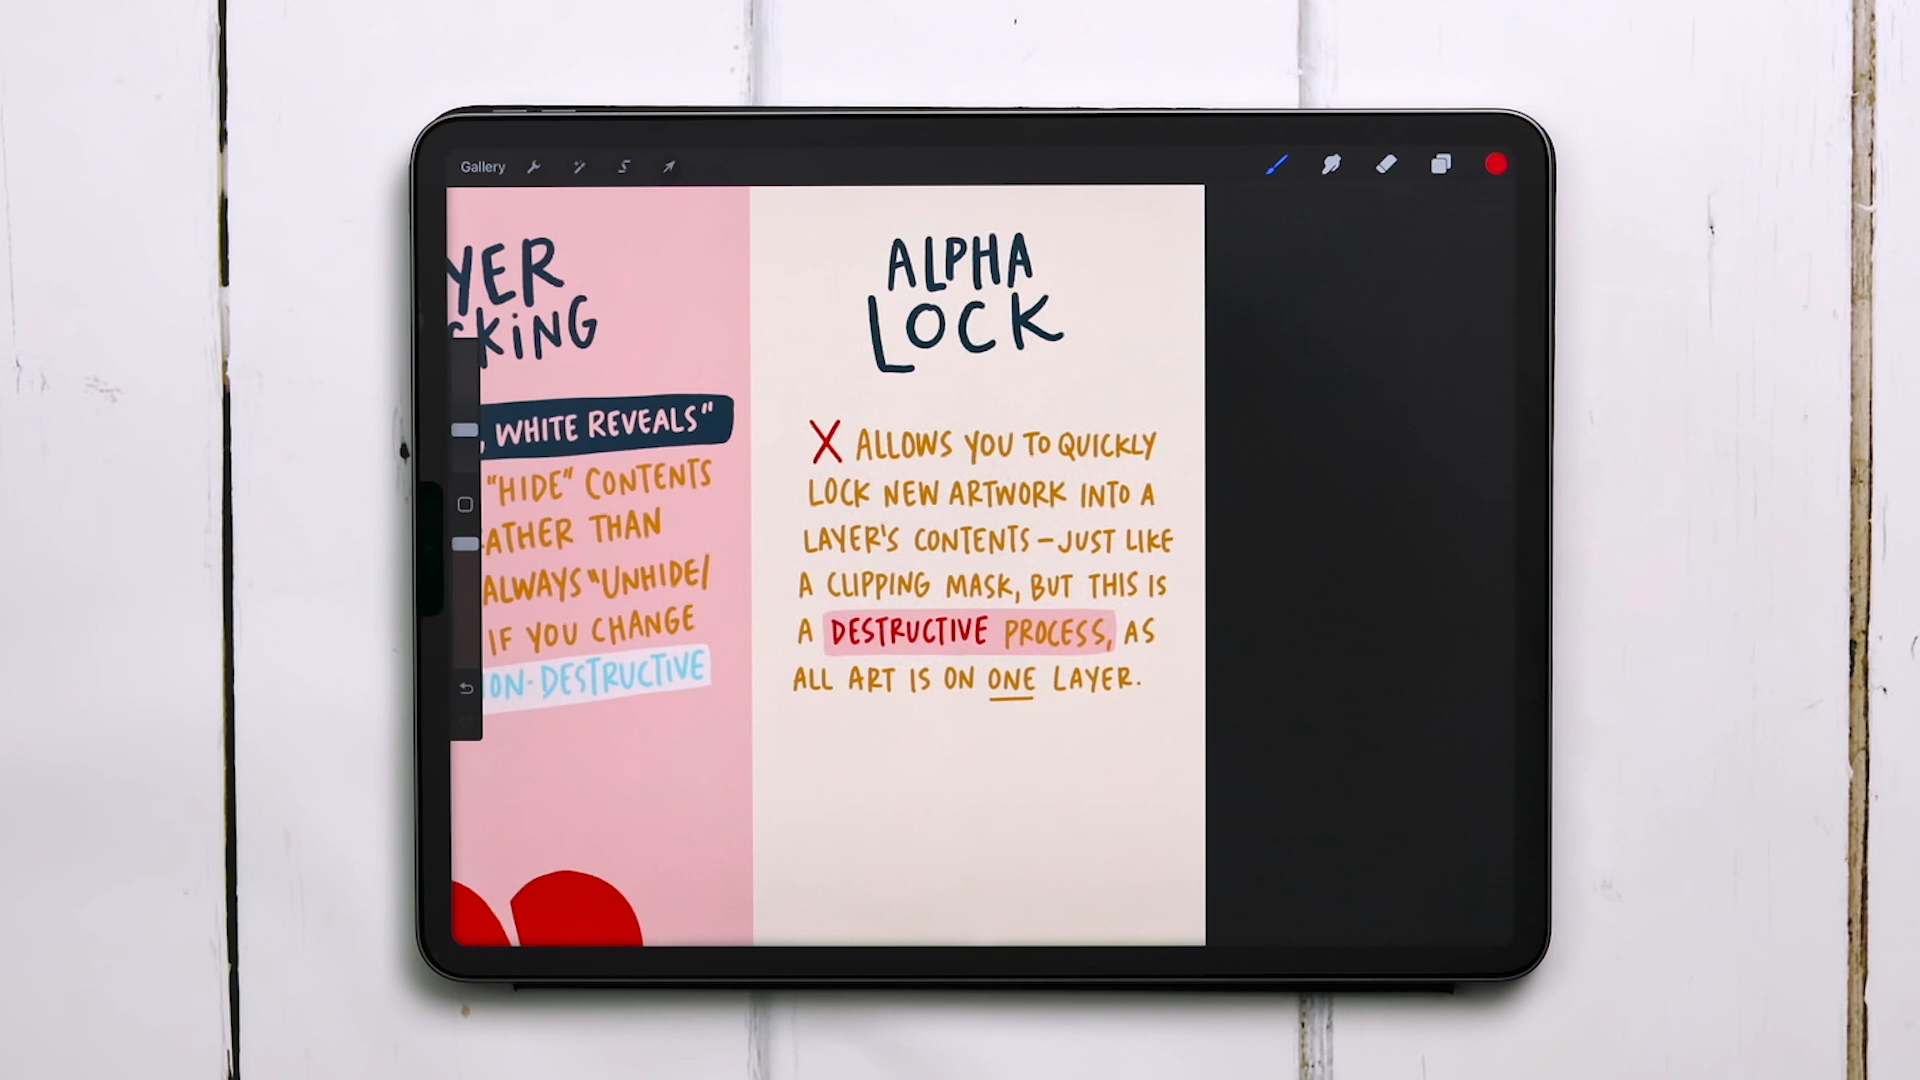 Gallery
YER
KiNG
WHITE REVEALS"
"HIDE" CONTENTS
THAN
ALWAYS "UNHIDE/
IF YOU CHANGE
ON-DESTRUCTIVE
ALPHA
LOCK
X ALLOWS YOU TO QUICKLY
LOCK NEW ARTWORK INTO A
LAYER'S CONTENTS - JUST LIKE
A CLIPPING MASK, BUT THIS IS
A DESTRUCTIVE PROCESS, AS
ALL ART IS ON ONE LAYER.